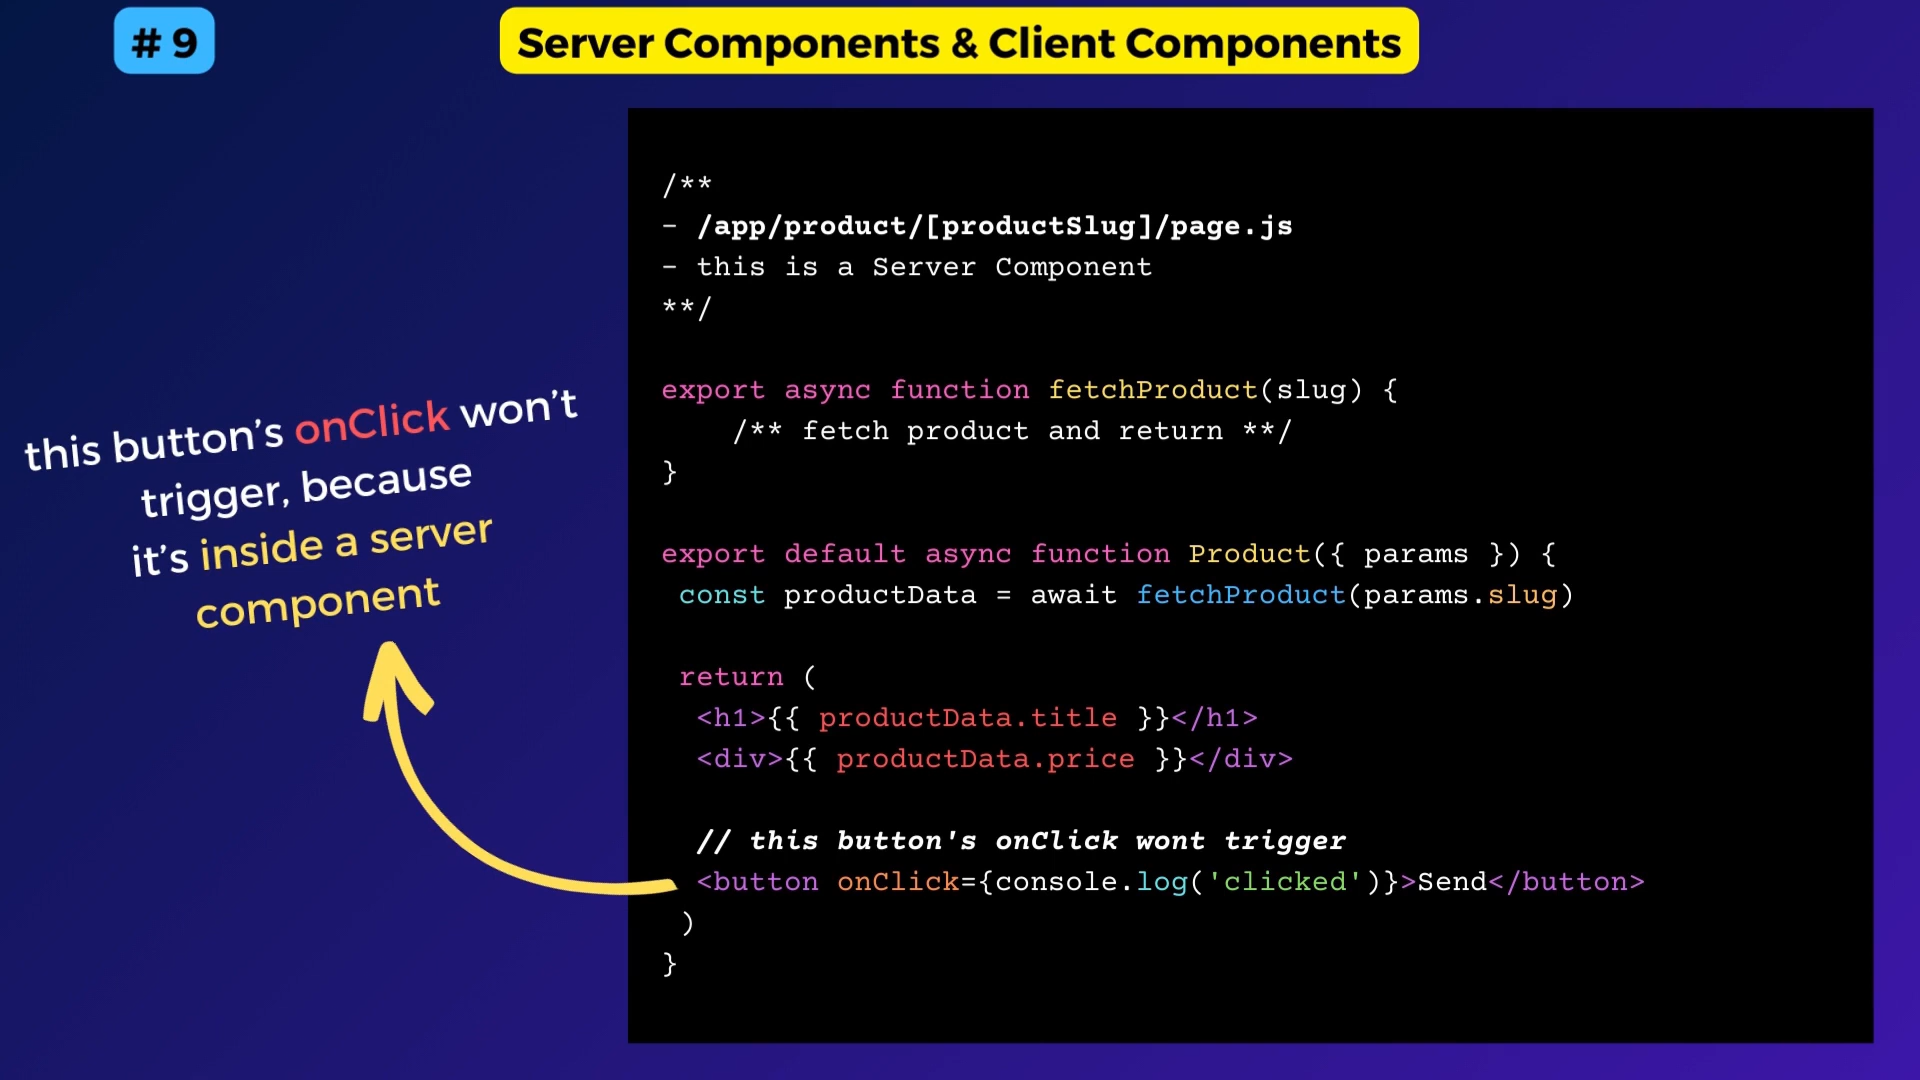 # 9
Server Components & Client Components
this button's onClick won't
trigger, because
it's inside a server
component
/**
- /app/product/[productSlug]/page.js
- this is a Server Component
**/
export async function fetchProduct(slug) {
/** fetch product and return **/
}
export default async function Product({ params }) {
const productData = await fetchProduct(params.slug)
return (
<h1>{{ productData.title }}</h1>
<div>{{ productData.price }}</div>
// this button's onClick wont trigger
<button onClick={console.log('clicked')}>Send</button>
)
}